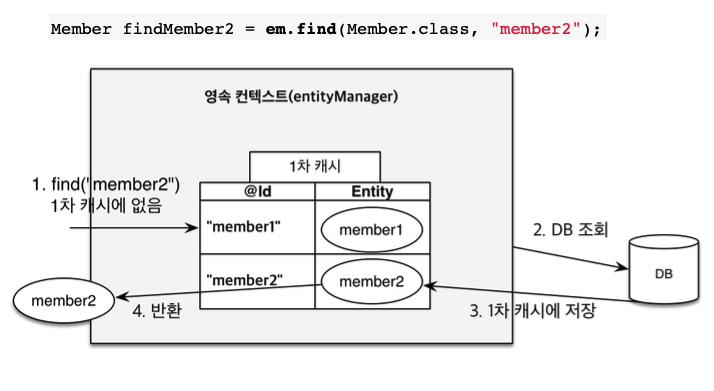 Member findMember2 = em.find(Member.class, "member2");
영속 컨텍스트(entityManager)
1차 캐시
@Id Entity
1. find("member2")
1차 캐시에 없음
"member1" member1
2. DB 조회
DB
"member2" member2
member2
4. 반환
3. 1차 캐시에 저장